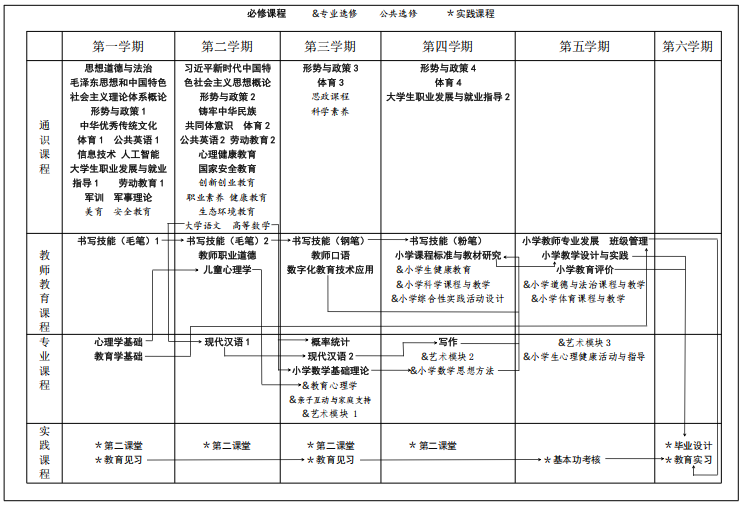 必修课程 &专业选修 公共选修 *实践课程
第一学期 第二学期 第三学期 第四学期 第五学期 第六学期
通识课程
思想道德与法治
毛泽东思想和中国特色
社会主义理论体系概论
形势与政策 1
中华优秀传统文化
体育 1 公共英语 1
信息技术 人工智能
大学生职业发展与就业
指导 1 劳动教育 1
军训 军事理论
美育 安全教育
习近平新时代中国特
色社会主义思想概论
形势与政策 2
铸牢中华民族
共同体意识 体育 2
公共英语 2 劳动教育 2
心理健康教育
国家安全教育
创新创业教育
职业素养 健康教育
生态环境教育
大学语文 高等数学
形势与政策 3
体育 3
思政课程
科学素养
形势与政策 4
体育 4
大学生职业发展与就业指导 2
教师教育课程
书写技能（毛笔）1
书写技能（毛笔）2
教师职业道德
儿童心理学
书写技能（钢笔）
教师口语
数字化教育技术应用
书写技能（粉笔）
小学课程标准与教材研究
&小学生健康教育
&小学科学课程与教学
&小学综合性实践活动设计
小学教师专业发展 班级管理
小学教学设计与实践
小学教育评价
&小学道德与法治课程与教学
&小学体育课程与教学
专业课程
心理学基础
教育学基础
现代汉语 1
概率统计
现代汉语 2
小学数学基础理论
&教育心理学
&亲子互动与家庭支持
&艺术模块 1
写作
&艺术模块 2
&小学数学思想方法
&艺术模块 3
&小学生心理健康活动与指导
实践课程
*第二课堂
*教育见习
*第二课堂
*第二课堂
*教育见习
*第二课堂
*基本功考核
*毕业设计
*教育实习